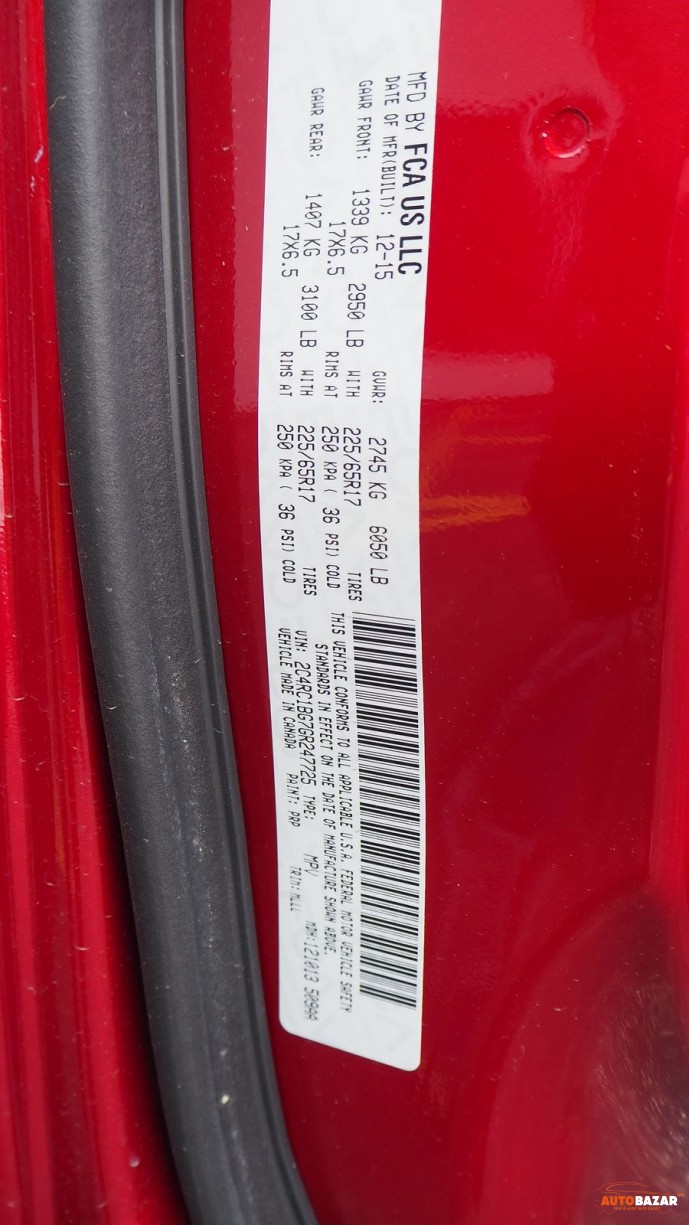 MFD BY FCA US LLC
DATE OF MFR(BUILT): 12-15 GVWR: 2745 KG 6050 LB
GAWR FRONT: 1339 KG 2950 LB WITH 225/65R17 TIRES
17X6.5 RIMS AT 250 KPA ( 36 PSI) COLD
GAWR REAR: 1407 KG 3100 LB WITH 225/65R17 TIRES
17X6.5 RIMS AT 250 KPA ( 36 PSI) COLD
THIS VEHICLE CONFORMS TO ALL APPLICABLE U.S.A. FEDERAL MOTOR VEHICLE SAFETY
STANDARDS IN EFFECT ON THE DATE OF MANUFACTURE SHOWN ABOVE.
VIN: 2C4RC1BG7GR247725 TYPE: MPV MDH:121013 509AA
VEHICLE MADE IN CANADA PAINT: PRP TRIM:MLL
AUTOBAZAR